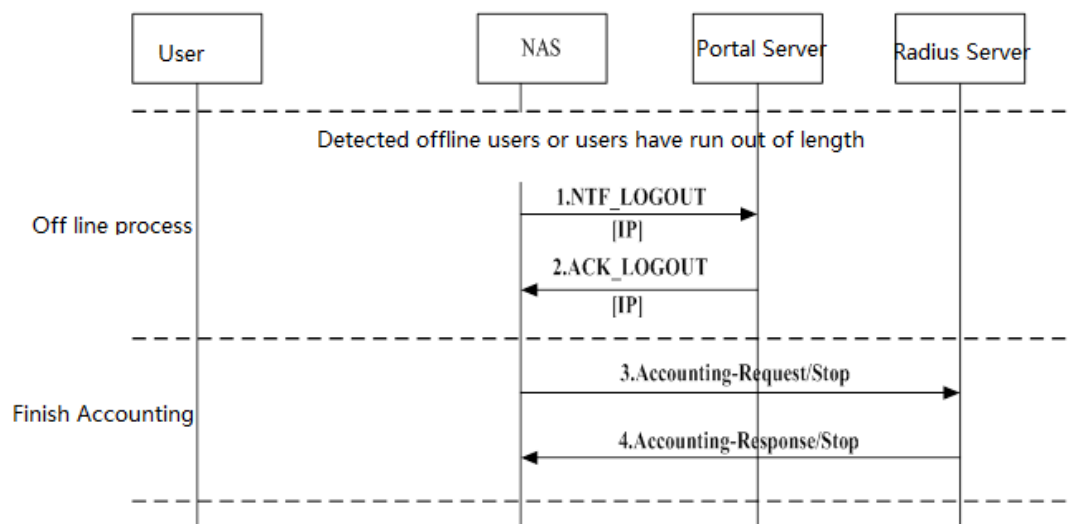 User
NAS
Portal Server
Radius Server
Detected offline users or users have run out of length
1.NTF_LOGOUT
[IP]
Off line process
2.ACK_LOGOUT
[IP]
3.Accounting-Request/Stop
Finish Accounting
4.Accounting-Response/Stop